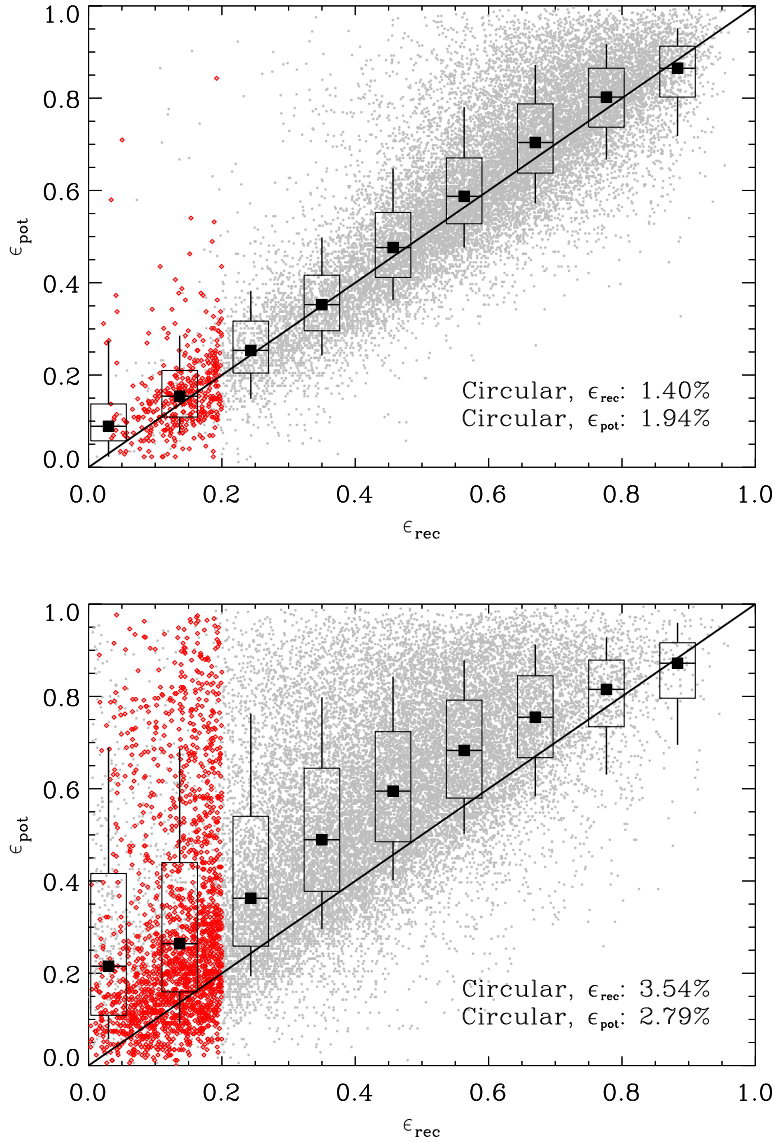 1.0
0.8
0.6
0.4
0.2
0.0
ϵpot
Circular, ϵrec: 1.40%
Circular, ϵpot: 1.94%
0.0 0.2 0.4 0.6 0.8 1.0
ϵrec
1.0
0.8
0.6
0.4
0.2
0.0
ϵpot
Circular, ϵrec: 3.54%
Circular, ϵpot: 2.79%
0.0 0.2 0.4 0.6 0.8 1.0
ϵrec